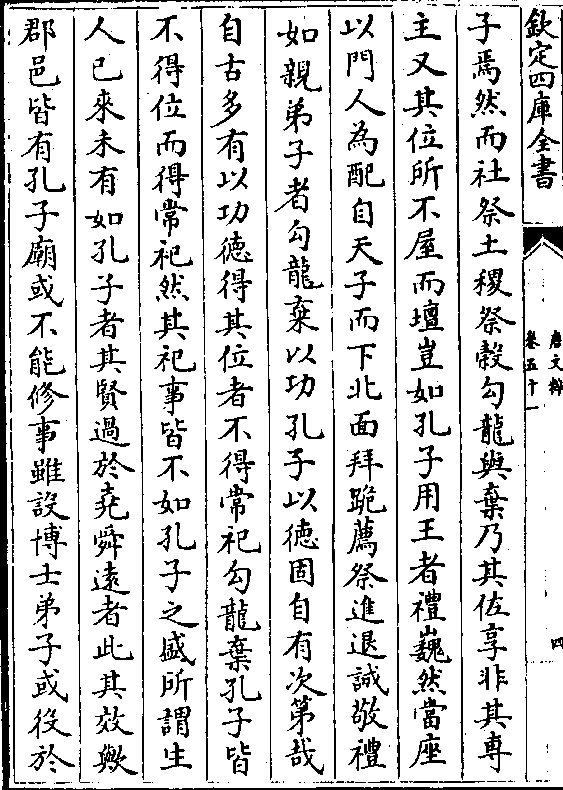 欽定四庫全書
唐文粹
卷五十一
四
子焉然而社祭土稷祭穀勾龍與棄乃其佐享非其專
主又其位所不屋而壇豈如孔子用王者禮巍然當座
以門人為配自天子而下北面拜跪薦祭進退誠敬禮
如親弟子者勾龍棄以功孔子以德固自有次第哉
自古多有以功德得其位者不得常祀勾龍棄孔子皆
不得位而得常祀然其祀事皆不如孔子之盛所謂生
人已來未有如孔子者其賢過於堯舜遠者此其效歟
郡邑皆有孔子廟或不能修事雖設博士弟子或役於